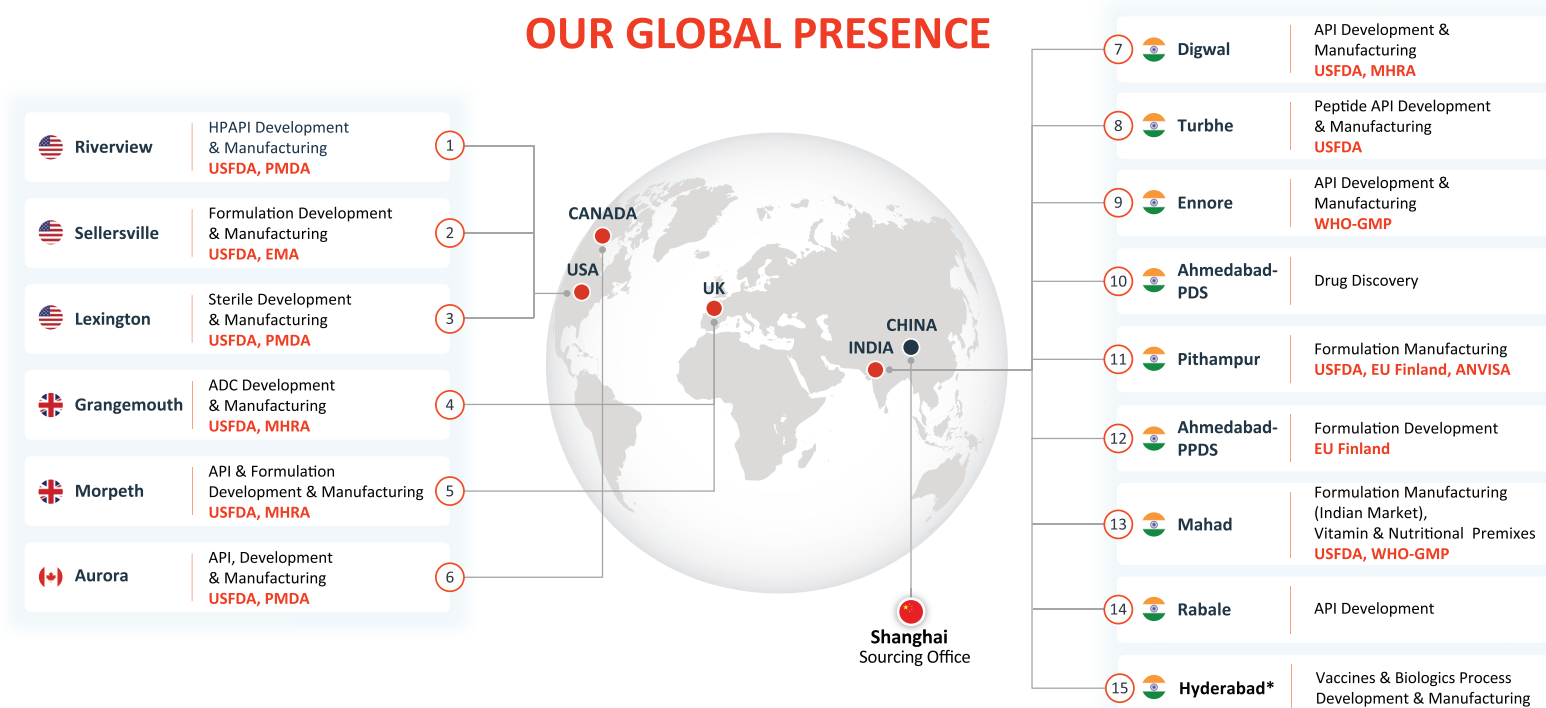 OUR GLOBAL PRESENCE
Riverview
HPAPI Development
& Manufacturing
USFDA, PMDA
1
Sellersville
Formulation Development
& Manufacturing
USFDA, EMA
2
Lexington
Sterile Development
& Manufacturing
USFDA, PMDA
3
Grangemouth
ADC Development
& Manufacturing
USFDA, MHRA
4
Morpeth
API & Formulation
Development & Manufacturing
USFDA, MHRA
5
Aurora
API, Development
& Manufacturing
USFDA, PMDA
6
CANADA
USA
UK
CHINA
INDIA
Shanghai
Sourcing Office
7
Digwal
API Development &
Manufacturing
USFDA, MHRA
8
Turbhe
Peptide API Development
& Manufacturing
USFDA
9
Ennore
API Development &
Manufacturing
WHO-GMP
10
Ahmedabad-
PDS
Drug Discovery
11
Pithampur
Formulation Manufacturing
USFDA, EU Finland, ANVISA
12
Ahmedabad-
PPDS
Formulation Development
EU Finland
13
Mahad
Formulation Manufacturing
(Indian Market),
Vitamin & Nutritional Premixes
USFDA, WHO-GMP
14
Rabale
API Development
15
Hyderabad*
Vaccines & Biologics Process
Development & Manufacturing